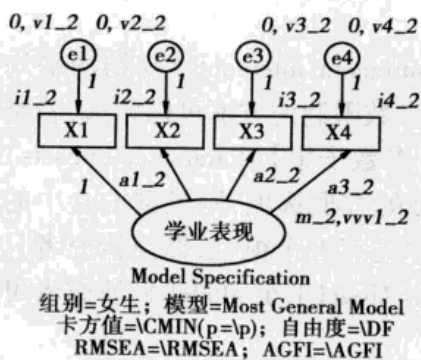 0, v1_2 0, v2_2 0, v3_2 0, v4_2
e1 e2 e3 e4
1 1 1 1
i1_2 i2_2 i3_2 i4_2
X1 X2 X3 X4
1 a1_2 a2_2 a3_2
学业表现 m_2,vvv1_2
Model Specification
组别=女生；模型=Most General Model
卡方值=\CMIN(p=\p)；自由度=\DF
RMSEA=\RMSEA；AGFI=\AGFI